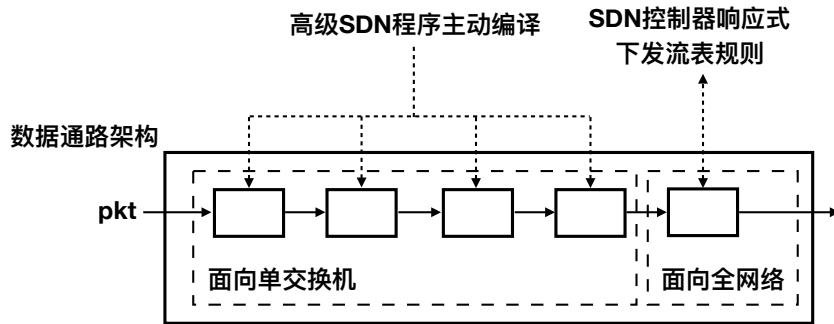 高级SDN程序主动编译
SDN控制器响应式
下发流表规则
数据通路架构
pkt
面向单交换机
面向全网络